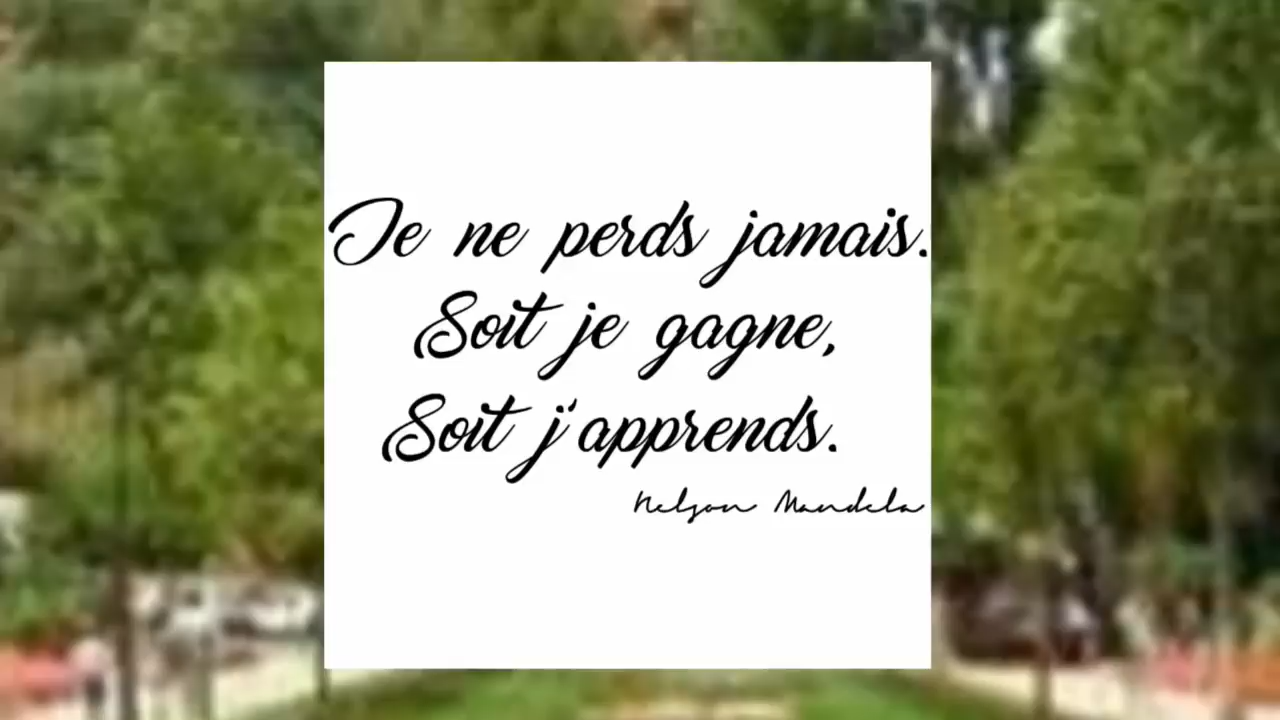 Je ne perds jamais.
Soit je gagne,
Soit j'apprends.
Nelson Mandela